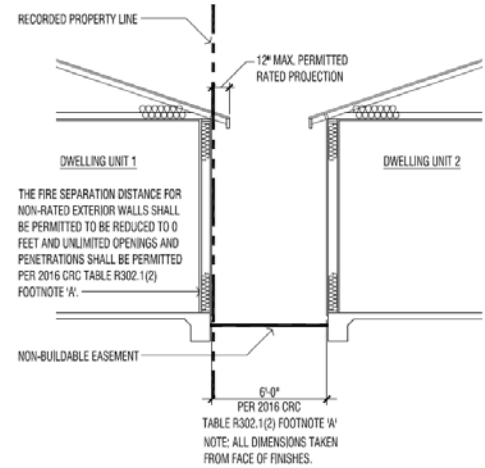 RECORDED PROPERTY LINE
12" MAX. PERMITTED
RATED PROJECTION
DWELLING UNIT 1
DWELLING UNIT 2
THE FIRE SEPARATION DISTANCE FOR
NON-RATED EXTERIOR WALLS SHALL
BE PERMITTED TO BE REDUCED TO 0
FEET AND UNLIMITED OPENINGS AND
PENETRATIONS SHALL BE PERMITTED
PER 2016 CRC TABLE R302.1(2)
FOOTNOTE 'A'.
NON-BUILDABLE EASEMENT
6'-0"
PER 2016 CRC
TABLE R302.1(2) FOOTNOTE 'A'
NOTE: ALL DIMENSIONS TAKEN
FROM FACE OF FINISHES.